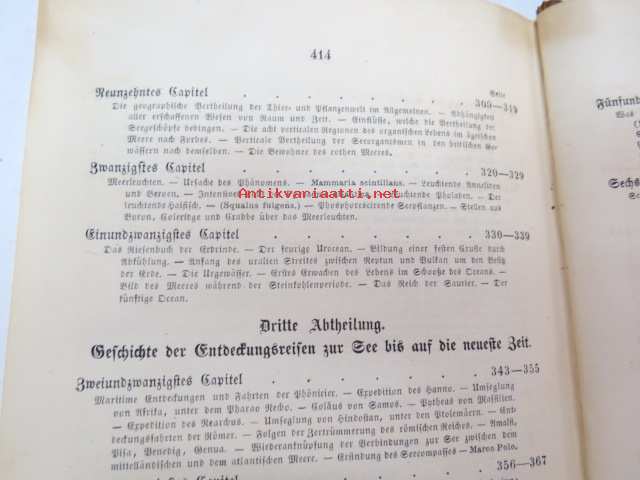 414
Seite
Neunzehntes Capitel . . . . . . . 309—319
Die geographische Vertheilung der Thier- und Pflanzenwelt im Allgemeinen. — Abhängigkeit
aller erschaffenen Wesen von Raum und Zeit. — Einflüsse, welche die Vertheilung der
Seegeschöpfe bedingen. — Die acht verticalen Regionen des organischen Lebens im ägeischen
Meere nach Forbes. — Verticale Vertheilung der Seeorganismen in den britischen Ge-
wässern nach demselben. — Die Bewohner des rothen Meeres.
Zwanzigstes Capitel . . . . . . . 320—329
Meerleuchten. — Ursache des Phänomens. — Mammaria scintillans. — Leuchtende Anneliden
und Beroen. — Leuchtende Pholaden. — Der
Antikvariaatti.net
leuchtende Haifisch. — (Squalus fulgens.) — Phosphorescirende Seepflanzen. — Stellen aus
Byron, Coleridge und Crabbe über das Meerleuchten.
Einundzwanzigstes Capitel . . . . . . . 330—339
Das Riesenbuch der Erdrinde. — Der feurige Urocean. — Bildung einer festen Cruste durch
Abkühlung. — Anfang des uralten Streites zwischen Neptun und Vulkan um den Besitz
der Erde. — Die Urgewässer. — Erstes Erwachen des Lebens im Schooße des Oceans. —
Bild des Meeres während der Steinkohlenperiode. — Das Reich der Saurier. — Der
künftige Ocean.
Dritte Abtheilung.
Geschichte der Entdeckungsreisen zur See bis auf die neueste Zeit.
Zweiundzwanzigstes Capitel . . . . . . . 343—355
Maritime Entdeckungen und Fahrten der Phönicier. — Expedition des Hanno. — Umseglung
von Afrika, unter dem Pharao Necho. — Coläus von Samos. — Pytheas von Massilien.
— Expedition des Nearchus. — Umseglung von Hindostan, unter den Ptolemäern. — Ent-
deckungsfahrten der Römer. — Folgen der Zertrümmerung des römischen Reiches. — Amalfi,
Pisa, Venedig, Genua. — Wiederanknüpfung der Verbindungen zur See zwischen dem
mittelländischen und dem atlantischen Meere. — Erfindung des Seecompasses — Marco Polo.
356—367
Fünfund
Was
Sechs